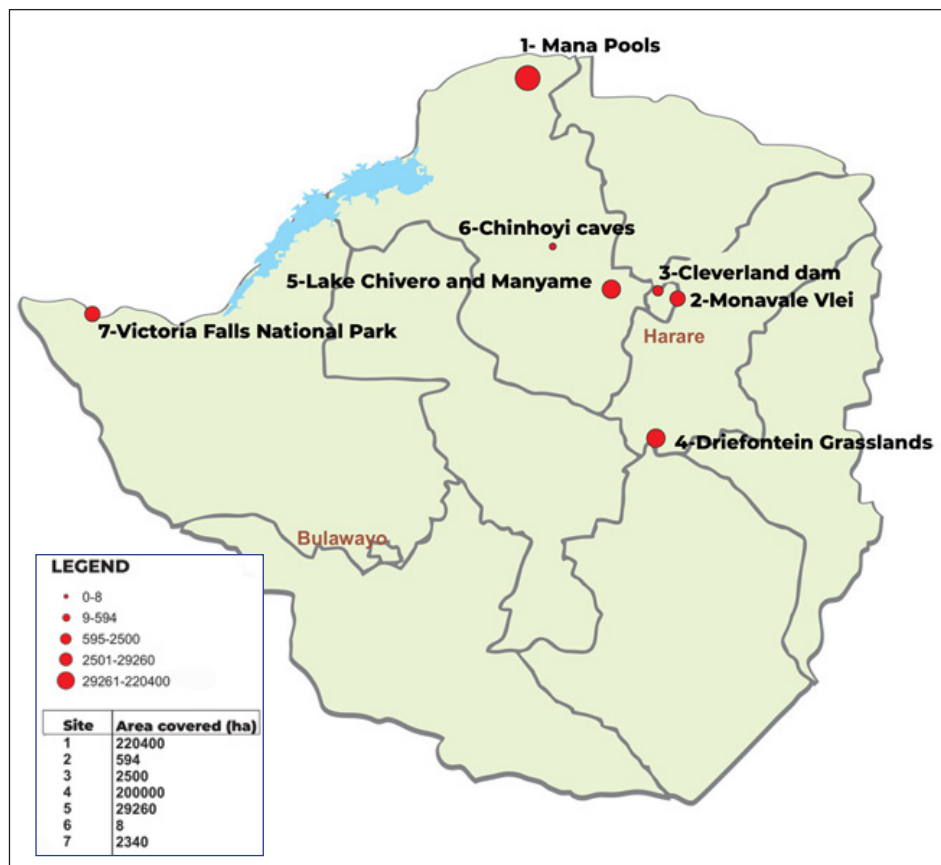 1- Mana Pools
6-Chinhoyi caves
3-Cleverland dam
5-Lake Chivero and Manyame
2-Monavale Vlei
7-Victoria Falls National Park
Harare
4-Driefontein Grasslands
Bulawayo
LEGEND
0-8
9-594
595-2500
2501-29260
29261-220400
Site Area covered (ha)
1 220400
2 594
3 2500
4 200000
5 29260
6 8
7 2340